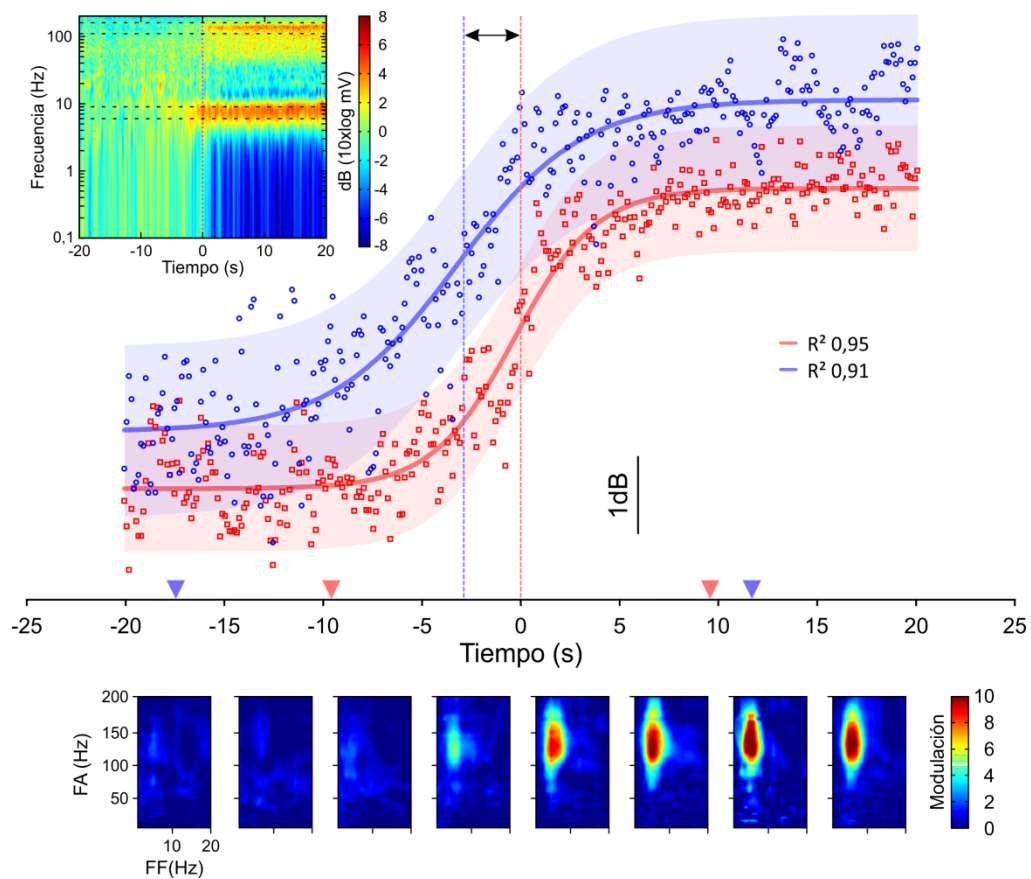 100
10
1
0,1
Frecuencia (Hz)
-20 -10 0 10 20
Tiempo (s)
8
6
4
2
0
-2
-4
-6
-8
dB (10xlog mV)
R² 0,95
R² 0,91
1dB
-25 -20 -15 -10 -5 0 5 10 15 20 25
Tiempo (s)
200
150
100
50
FA (Hz)
10 20
FF(Hz)
Modulación
10
8
6
4
2
0